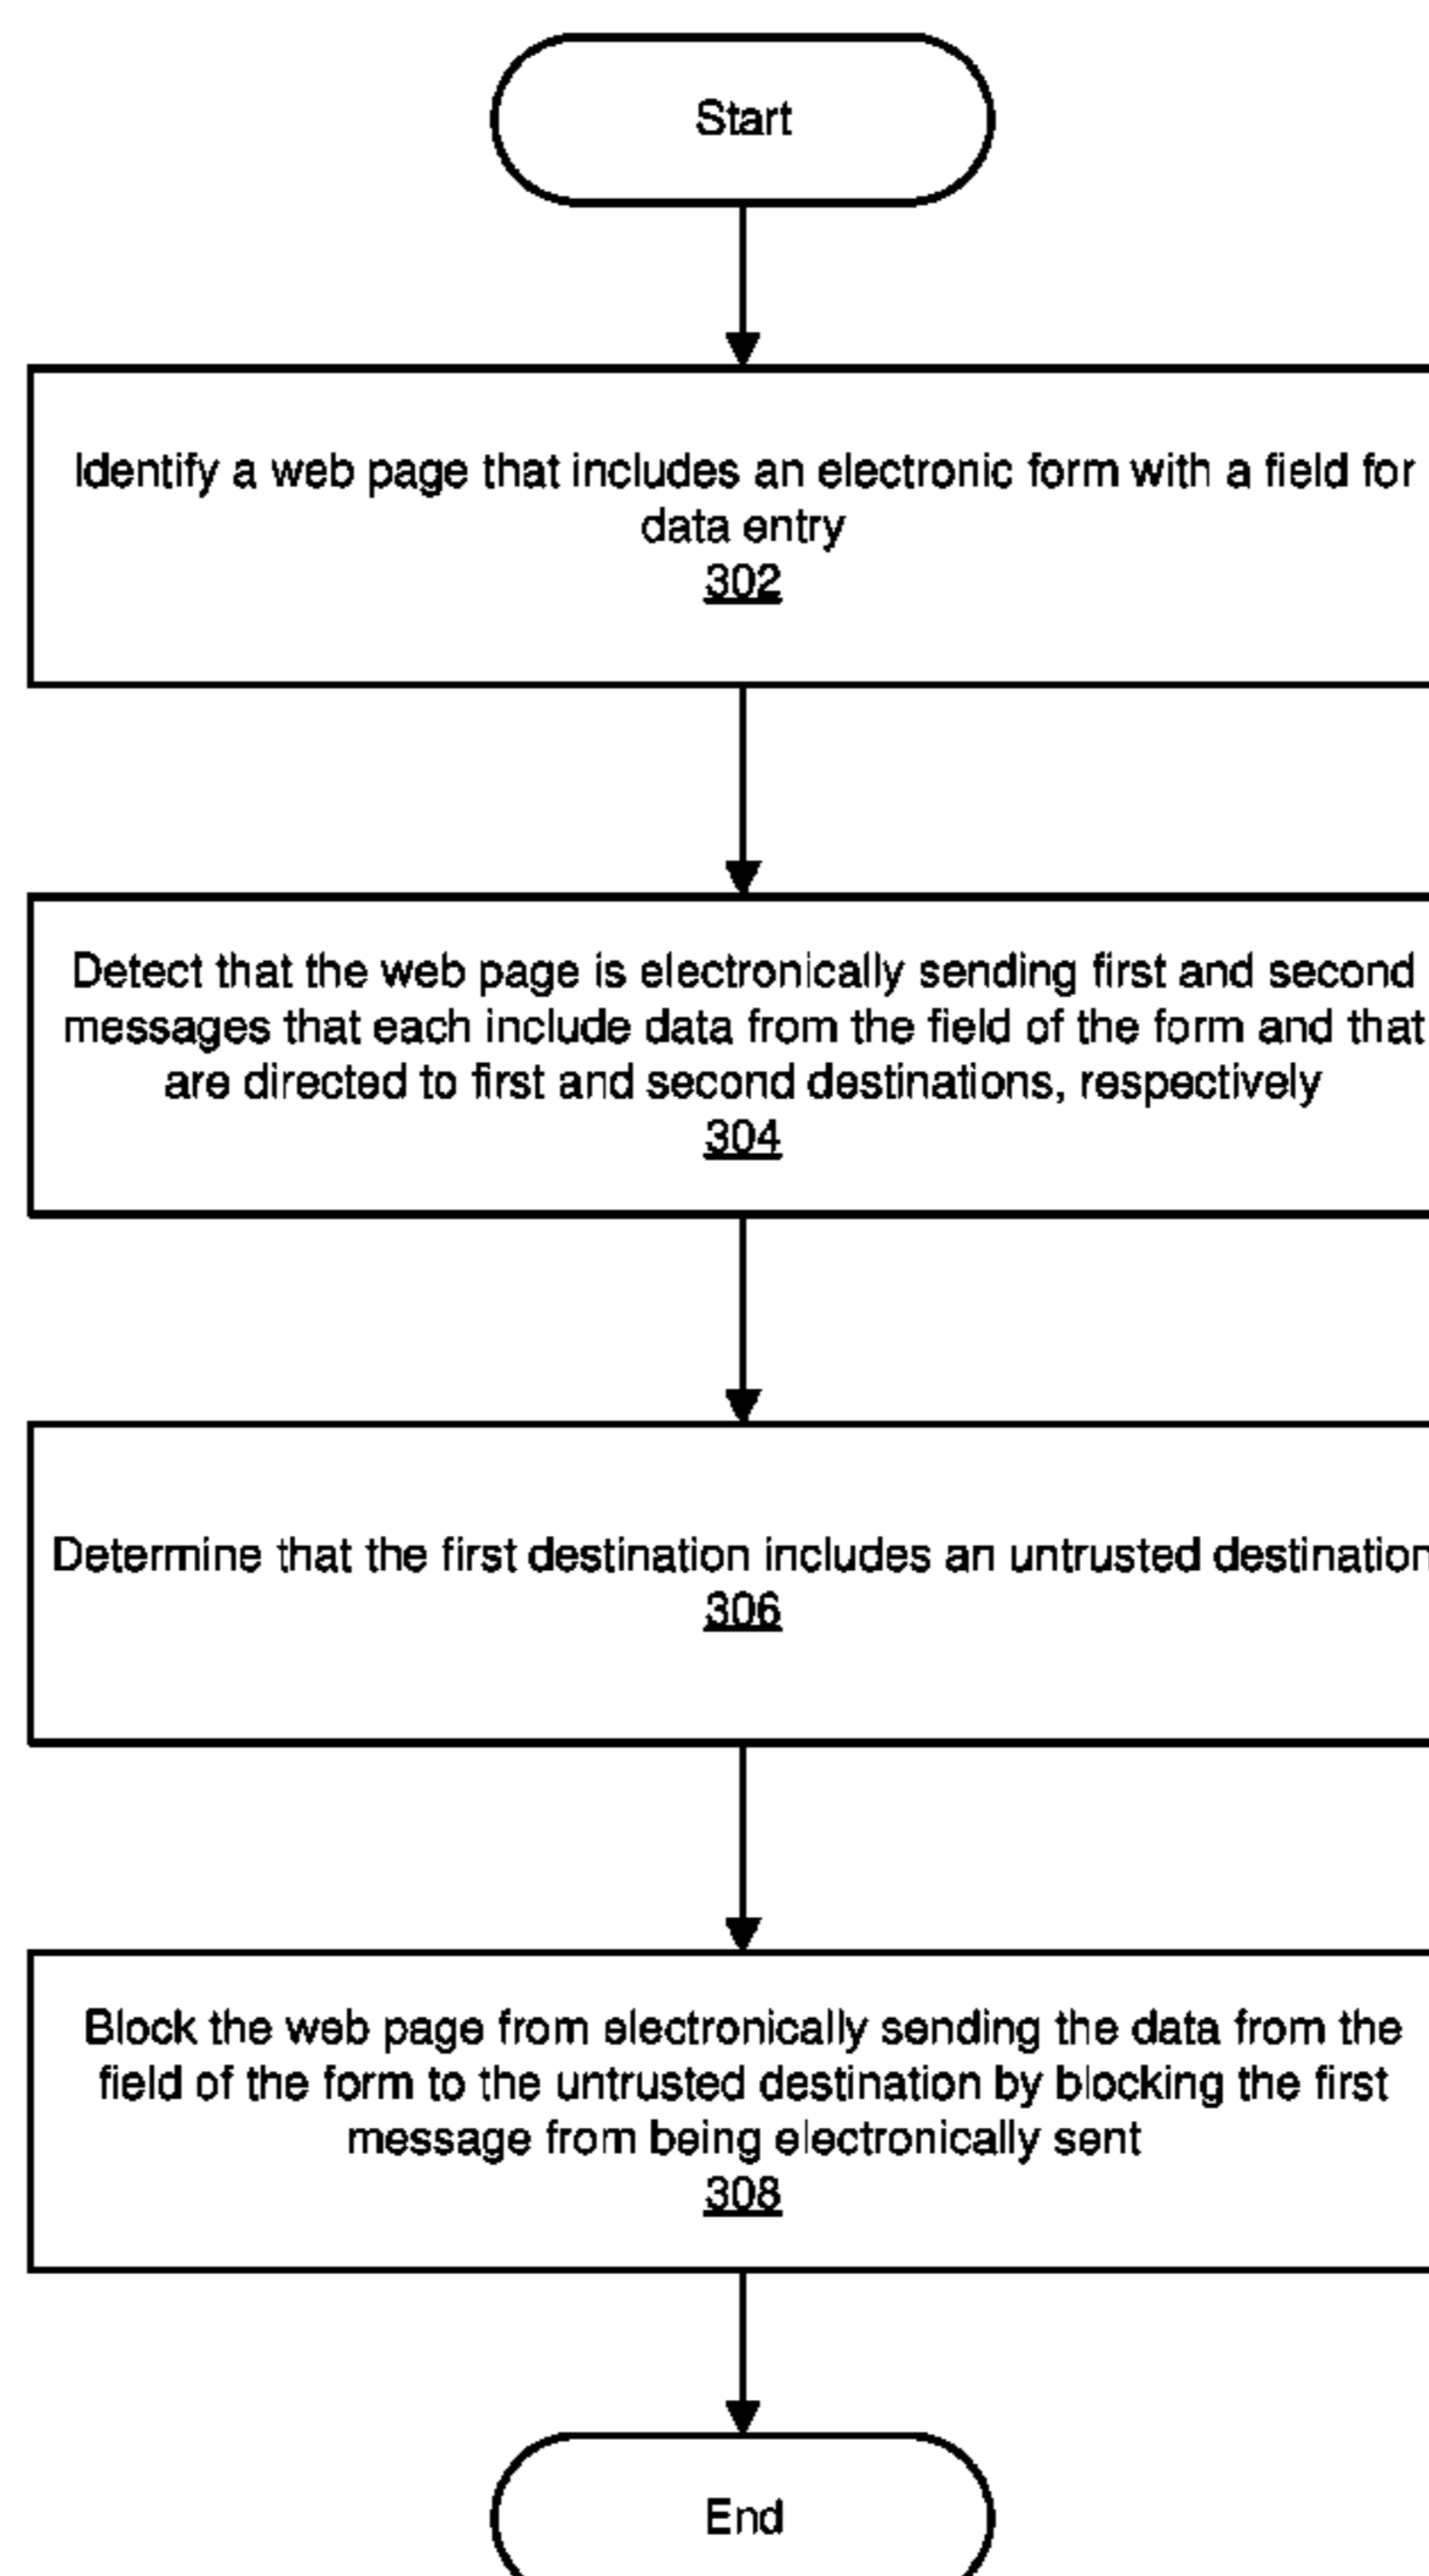 Start
Identify a web page that includes an electronic form with a field for
data entry
302
Detect that the web page is electronically sending first and second
messages that each include data from the field of the form and that
are directed to first and second destinations, respectively
304
Determine that the first destination includes an untrusted destination
306
Block the web page from electronically sending the data from the
field of the form to the untrusted destination by blocking the first
message from being electronically sent
308
End